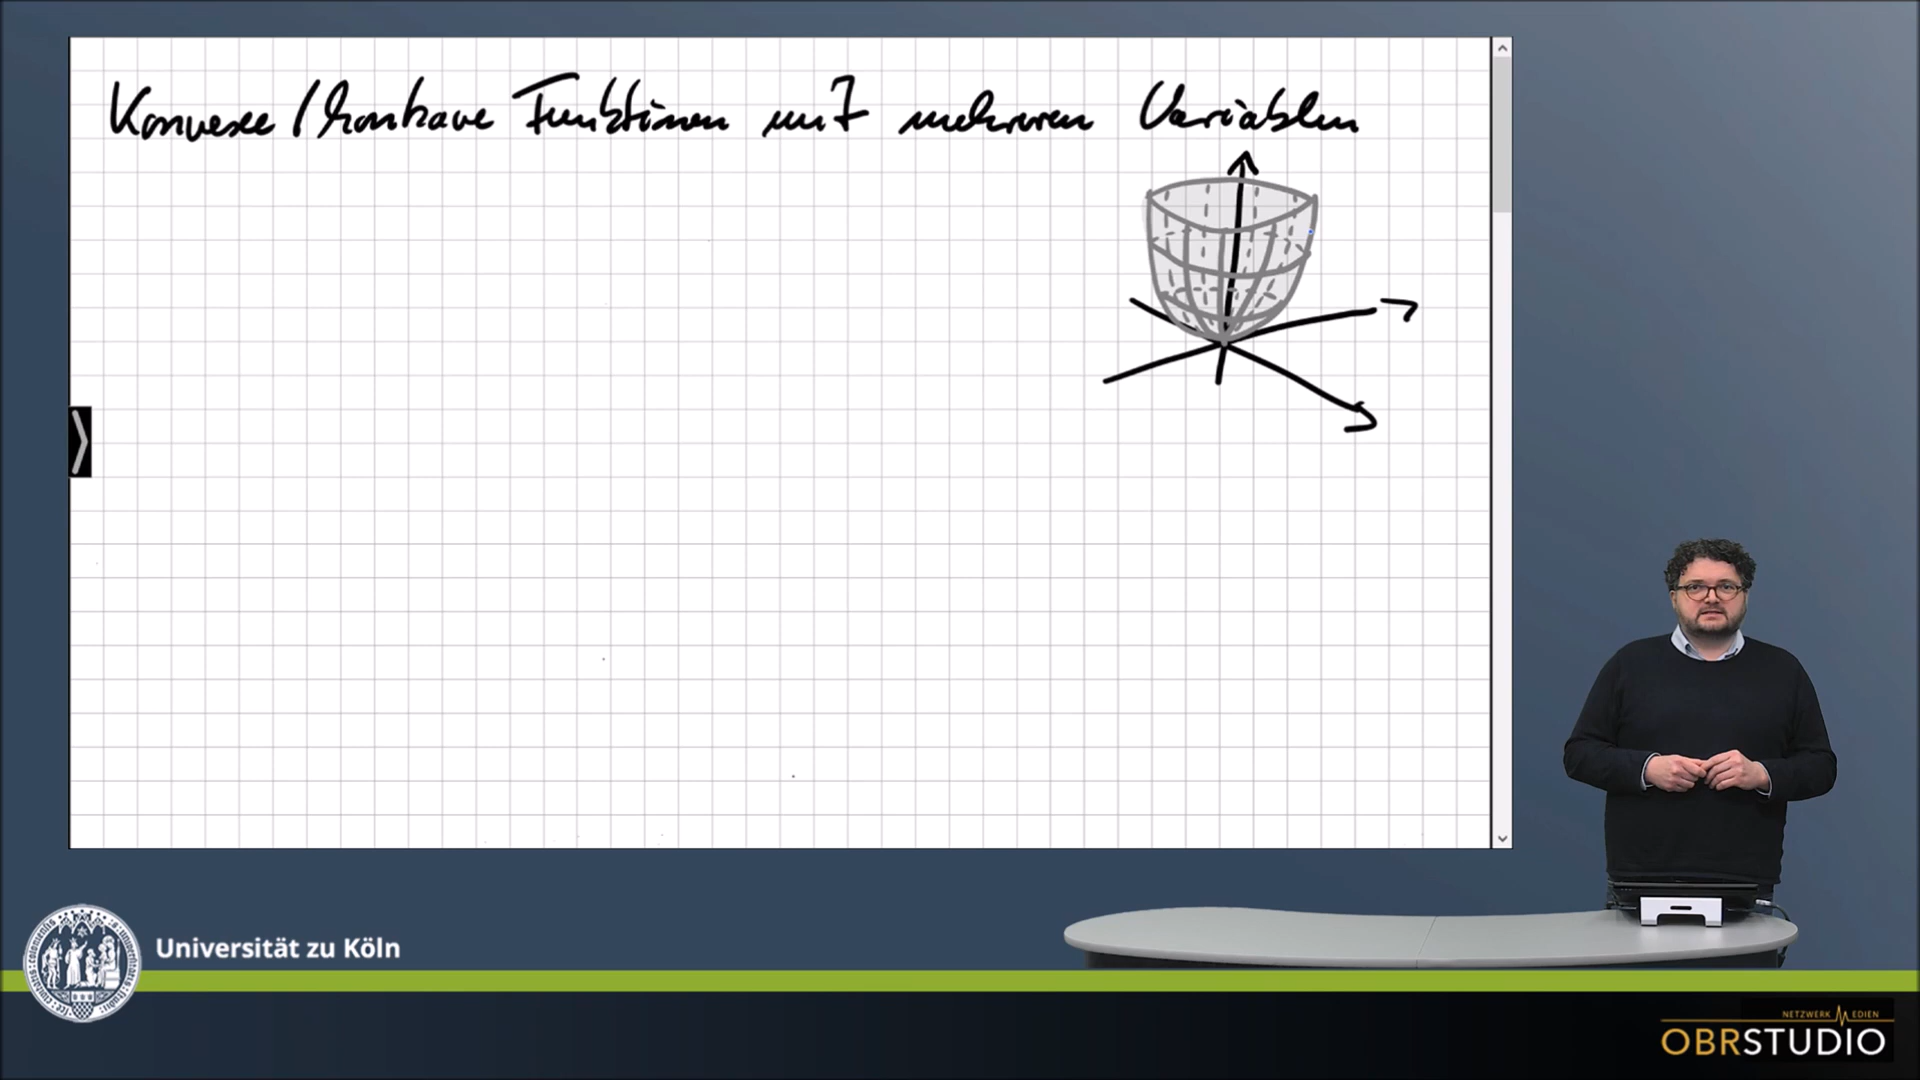 Konvexe / konkave Funktionen mit mehreren Variablen
Universität zu Köln
NETZWERK MEDIEN
OBRSTUDIO